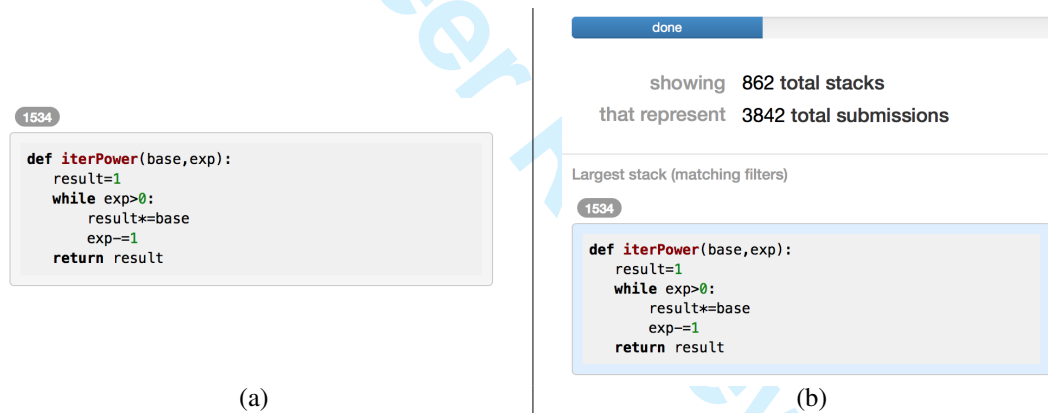 1534
def iterPower(base,exp):
result=1
while exp>0:
result*=base
exp-=1
return result
(a)
done
showing 862 total stacks
that represent 3842 total submissions
Largest stack (matching filters)
1534
def iterPower(base,exp):
result=1
while exp>0:
result*=base
exp-=1
return result
(b)